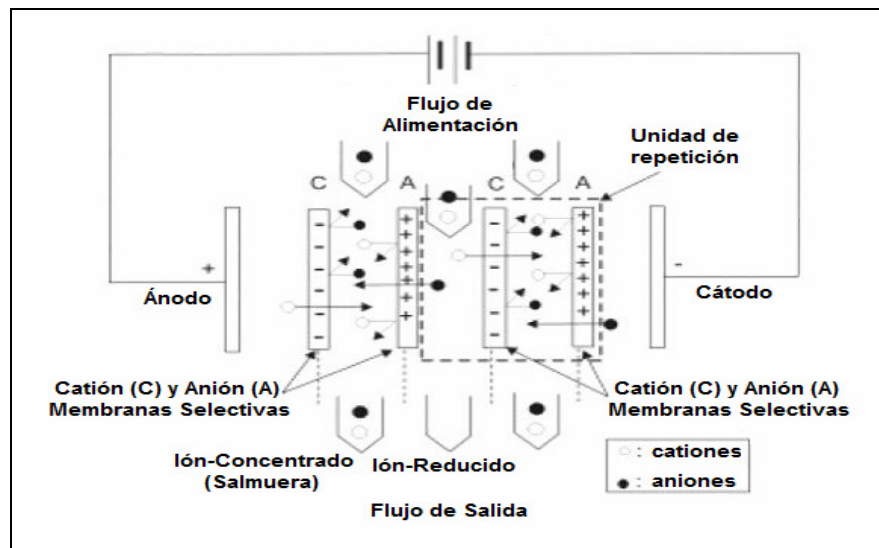 Flujo de
Alimentación
Unidad de
repetición
C
A
C
A
+
-
Ánodo
Cátodo
Catión (C) y Anión (A)
Membranas Selectivas
Catión (C) y Anión (A)
Membranas Selectivas
Ión-Concentrado
(Salmuera)
Ión-Reducido
Flujo de Salida
: cationes
: aniones